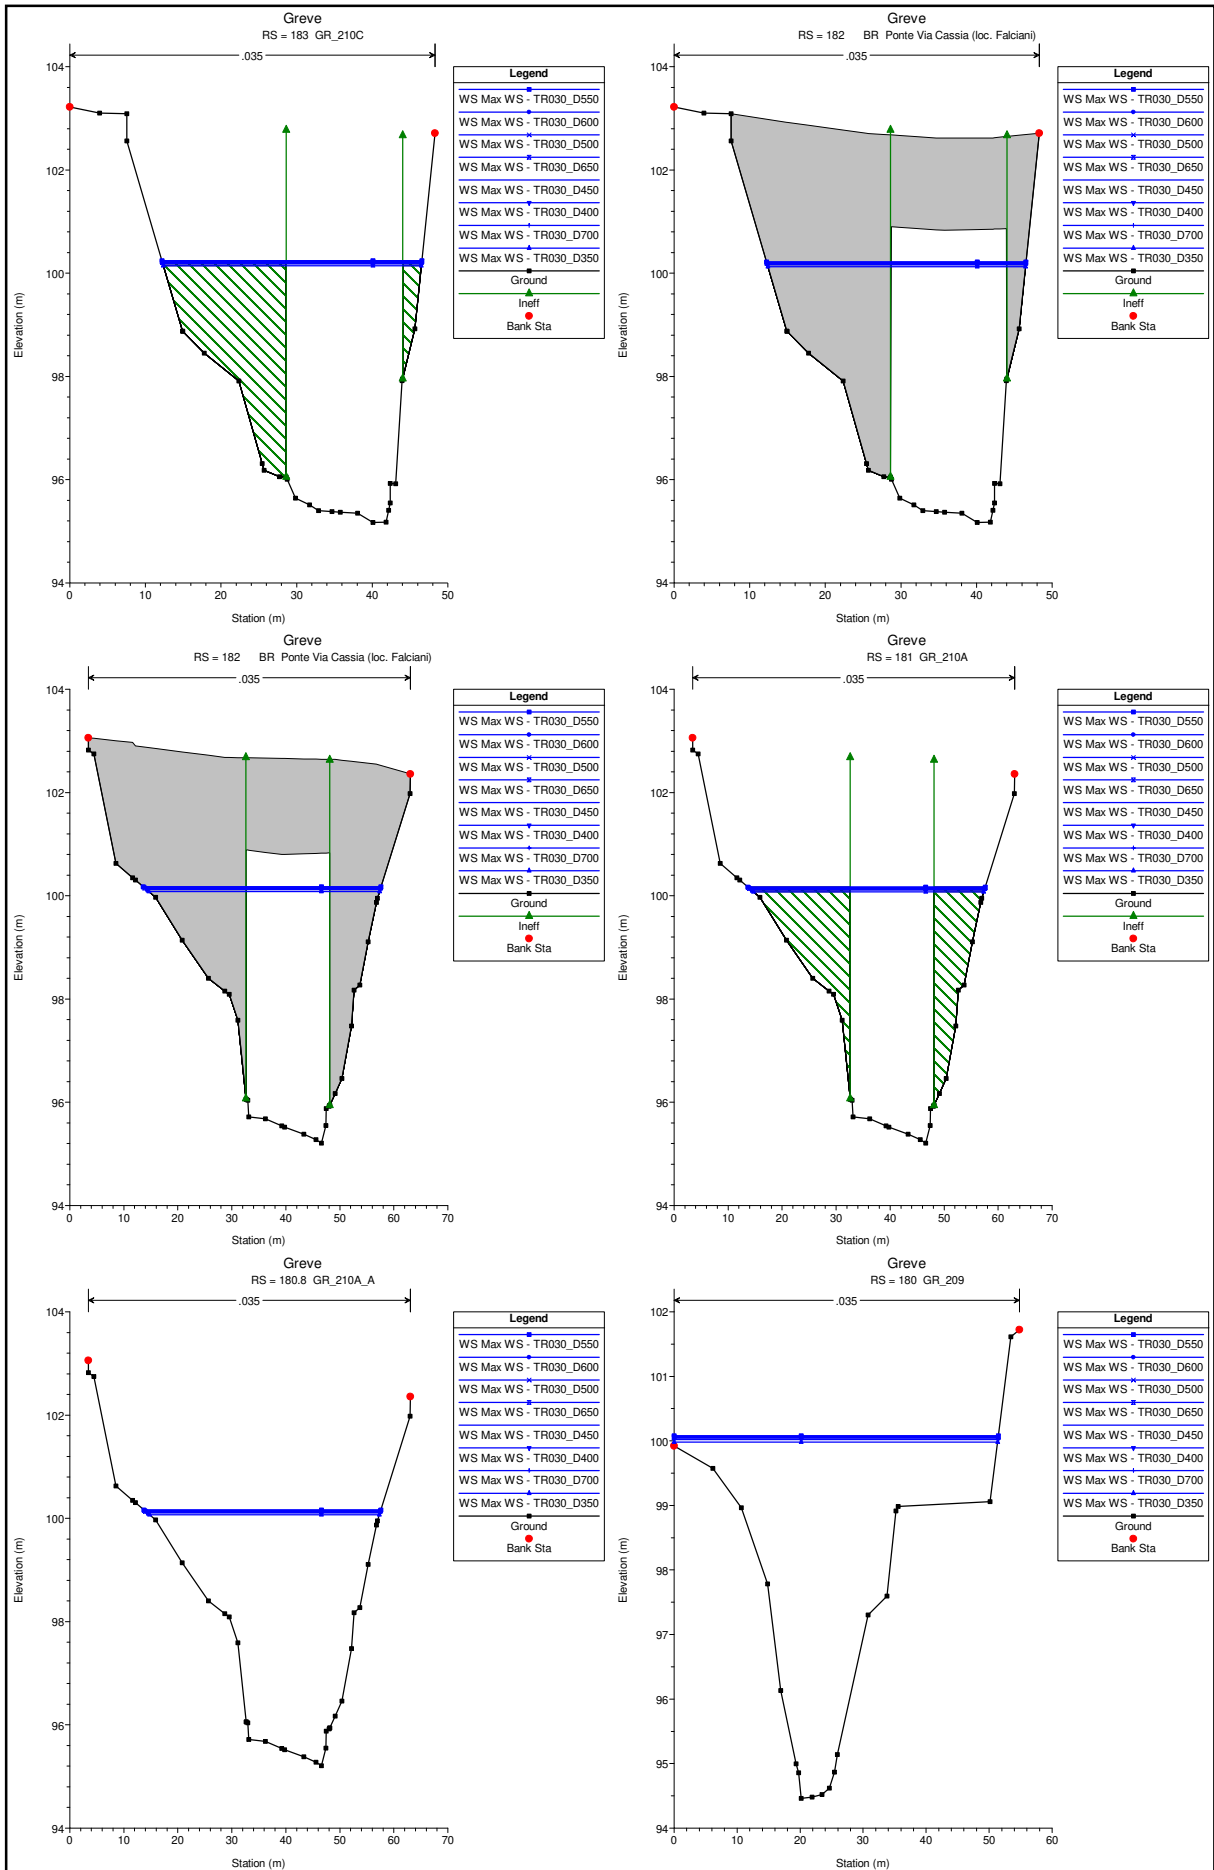 Greve
RS = 183 GR_210C
.035
104
102
100
98
96
94
0 10 20 30 40 50
Station (m)
Elevation (m)
Legend
WS Max WS - TR030_D550
WS Max WS - TR030_D600
WS Max WS - TR030_D500
WS Max WS - TR030_D650
WS Max WS - TR030_D450
WS Max WS - TR030_D400
WS Max WS - TR030_D700
WS Max WS - TR030_D350
Ground
Ineff
Bank Sta
Greve
RS = 182 BR Ponte Via Cassia (loc. Falciani)
.035
104
102
100
98
96
94
0 10 20 30 40 50
Station (m)
Elevation (m)
Legend
WS Max WS - TR030_D550
WS Max WS - TR030_D600
WS Max WS - TR030_D500
WS Max WS - TR030_D650
WS Max WS - TR030_D450
WS Max WS - TR030_D400
WS Max WS - TR030_D700
WS Max WS - TR030_D350
Ground
Ineff
Bank Sta
Greve
RS = 182 BR Ponte Via Cassia (loc. Falciani)
.035
104
102
100
98
96
94
0 10 20 30 40 50 60 70
Station (m)
Elevation (m)
Legend
WS Max WS - TR030_D550
WS Max WS - TR030_D600
WS Max WS - TR030_D500
WS Max WS - TR030_D650
WS Max WS - TR030_D450
WS Max WS - TR030_D400
WS Max WS - TR030_D700
WS Max WS - TR030_D350
Ground
Ineff
Bank Sta
Greve
RS = 181 GR_210A
.035
104
102
100
98
96
94
0 10 20 30 40 50 60 70
Station (m)
Elevation (m)
Legend
WS Max WS - TR030_D550
WS Max WS - TR030_D600
WS Max WS - TR030_D500
WS Max WS - TR030_D650
WS Max WS - TR030_D450
WS Max WS - TR030_D400
WS Max WS - TR030_D700
WS Max WS - TR030_D350
Ground
Ineff
Bank Sta
Greve
RS = 180.8 GR_210A_A
.035
104
102
100
98
96
94
0 10 20 30 40 50 60 70
Station (m)
Elevation (m)
Legend
WS Max WS - TR030_D550
WS Max WS - TR030_D600
WS Max WS - TR030_D500
WS Max WS - TR030_D650
WS Max WS - TR030_D450
WS Max WS - TR030_D400
WS Max WS - TR030_D700
WS Max WS - TR030_D350
Ground
Bank Sta
Greve
RS = 180 GR_209
.035
102
101
100
99
98
97
96
95
94
0 10 20 30 40 50 60
Station (m)
Elevation (m)
Legend
WS Max WS - TR030_D550
WS Max WS - TR030_D600
WS Max WS - TR030_D500
WS Max WS - TR030_D650
WS Max WS - TR030_D450
WS Max WS - TR030_D400
WS Max WS - TR030_D700
WS Max WS - TR030_D350
Ground
Bank Sta